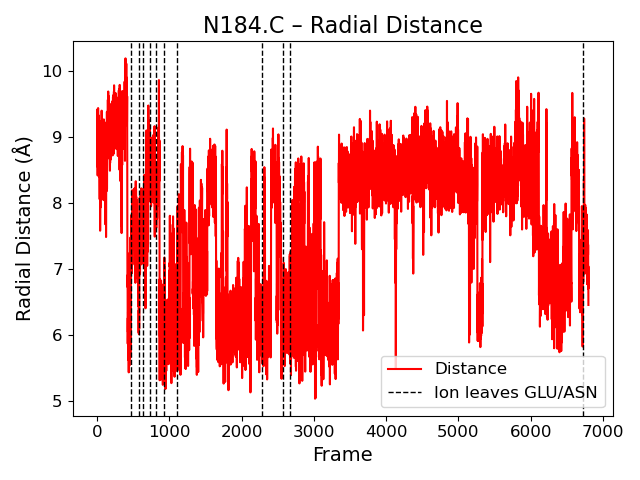 N184.C – Radial Distance
Radial Distance (Å)
10
9
8
7
6
5
Distance
Ion leaves GLU/ASN
0 1000 2000 3000 4000 5000 6000 7000
Frame